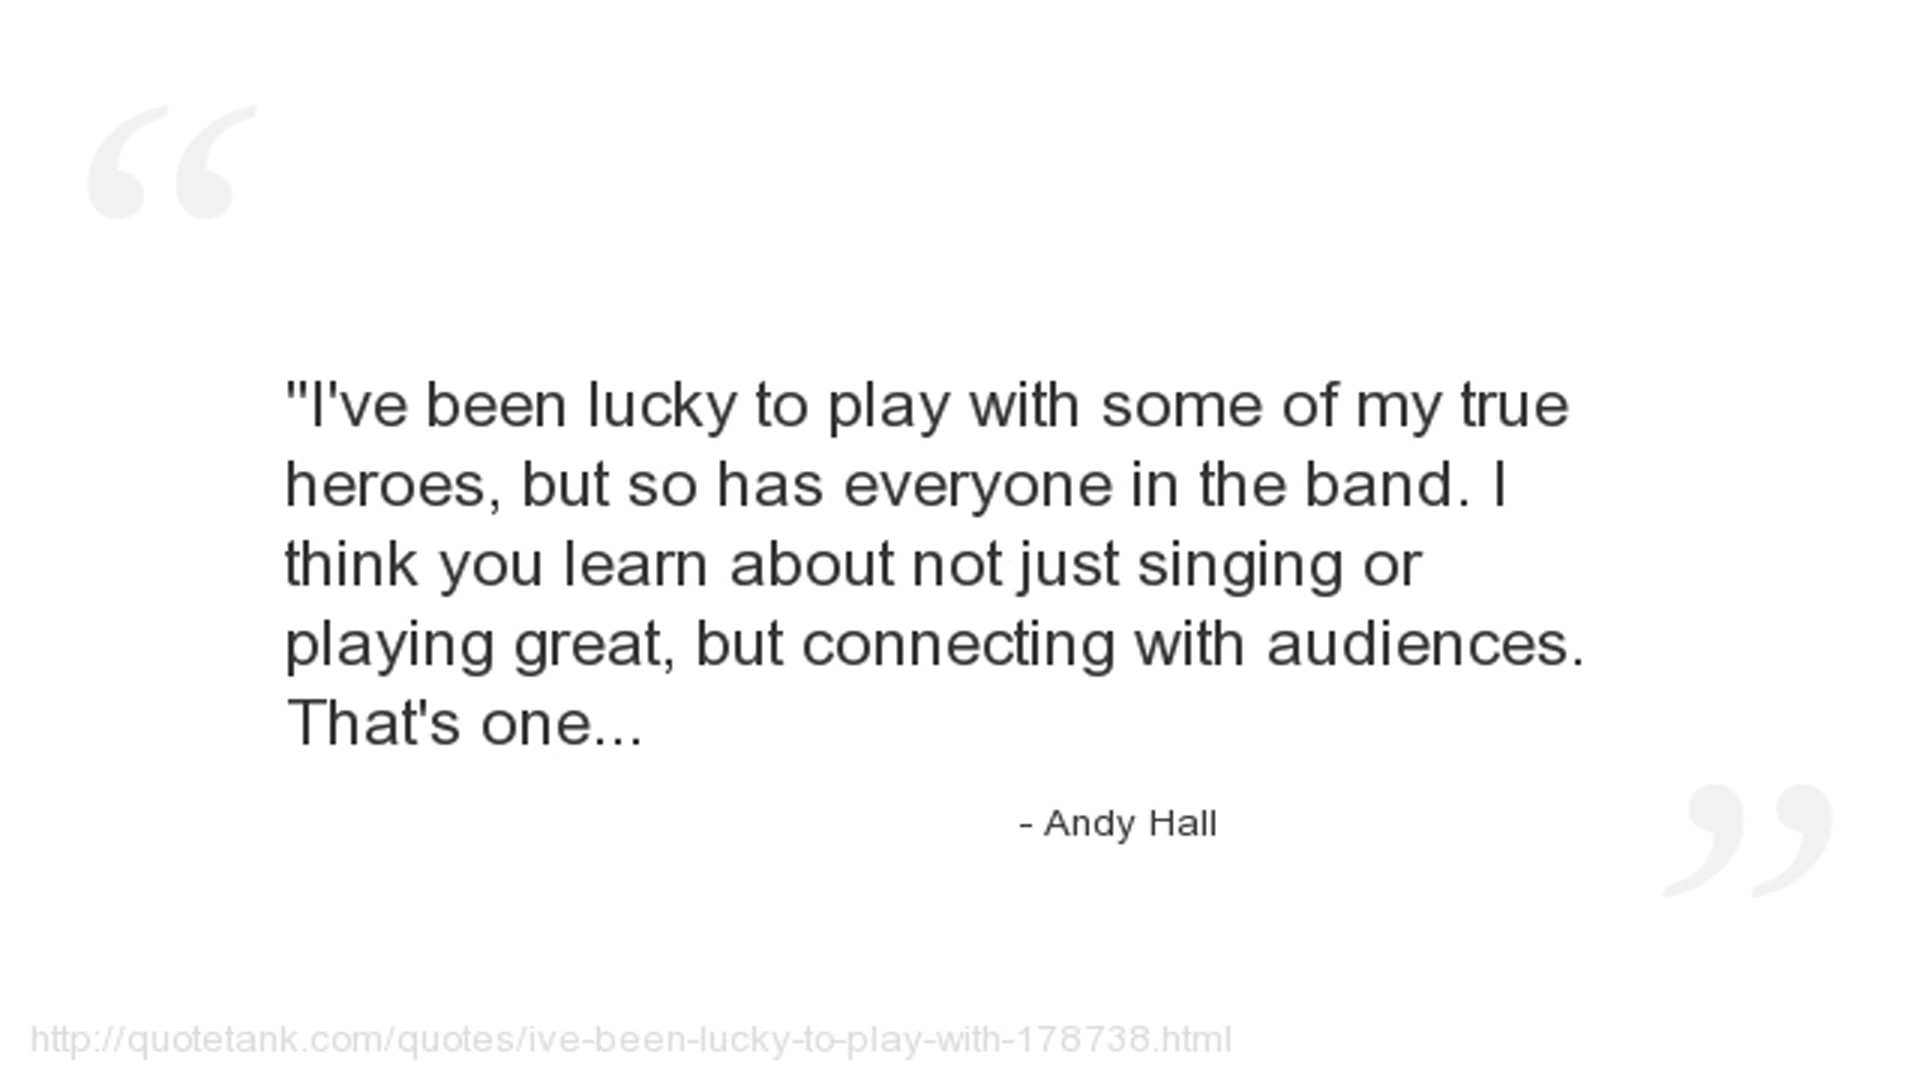 “
"I've been lucky to play with some of my true
heroes, but so has everyone in the band. I
think you learn about not just singing or
playing great, but connecting with audiences.
That's one...
- Andy Hall
”
http://quotetank.com/quotes/ive-been-lucky-to-play-with-178738.html